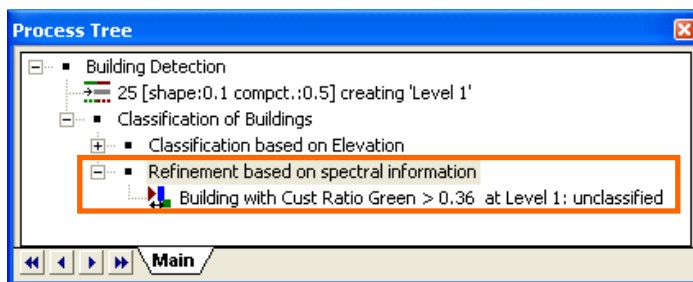 Process Tree
Building Detection
25 [shape:0.1 compct.:0.5] creating 'Level 1'
Classification of Buildings
Classification based on Elevation
Refinement based on spectral information
Building with Cust Ratio Green > 0.36  at Level 1: unclassified
Main